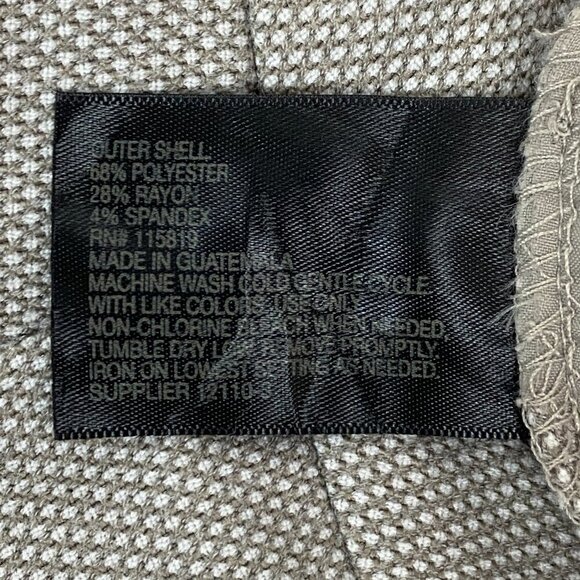 OUTER SHELL:
68% POLYESTER
28% RAYON
4% SPANDEX
RN# 115819
MADE IN GUATEMALA
MACHINE WASH COLD GENTLE CYCLE
WITH LIKE COLORS. USE ONLY
NON-CHLORINE BLEACH WHEN NEEDED.
TUMBLE DRY LOW. REMOVE PROMPTLY.
IRON ON LOWEST SETTING AS NEEDED.
SUPPLIER